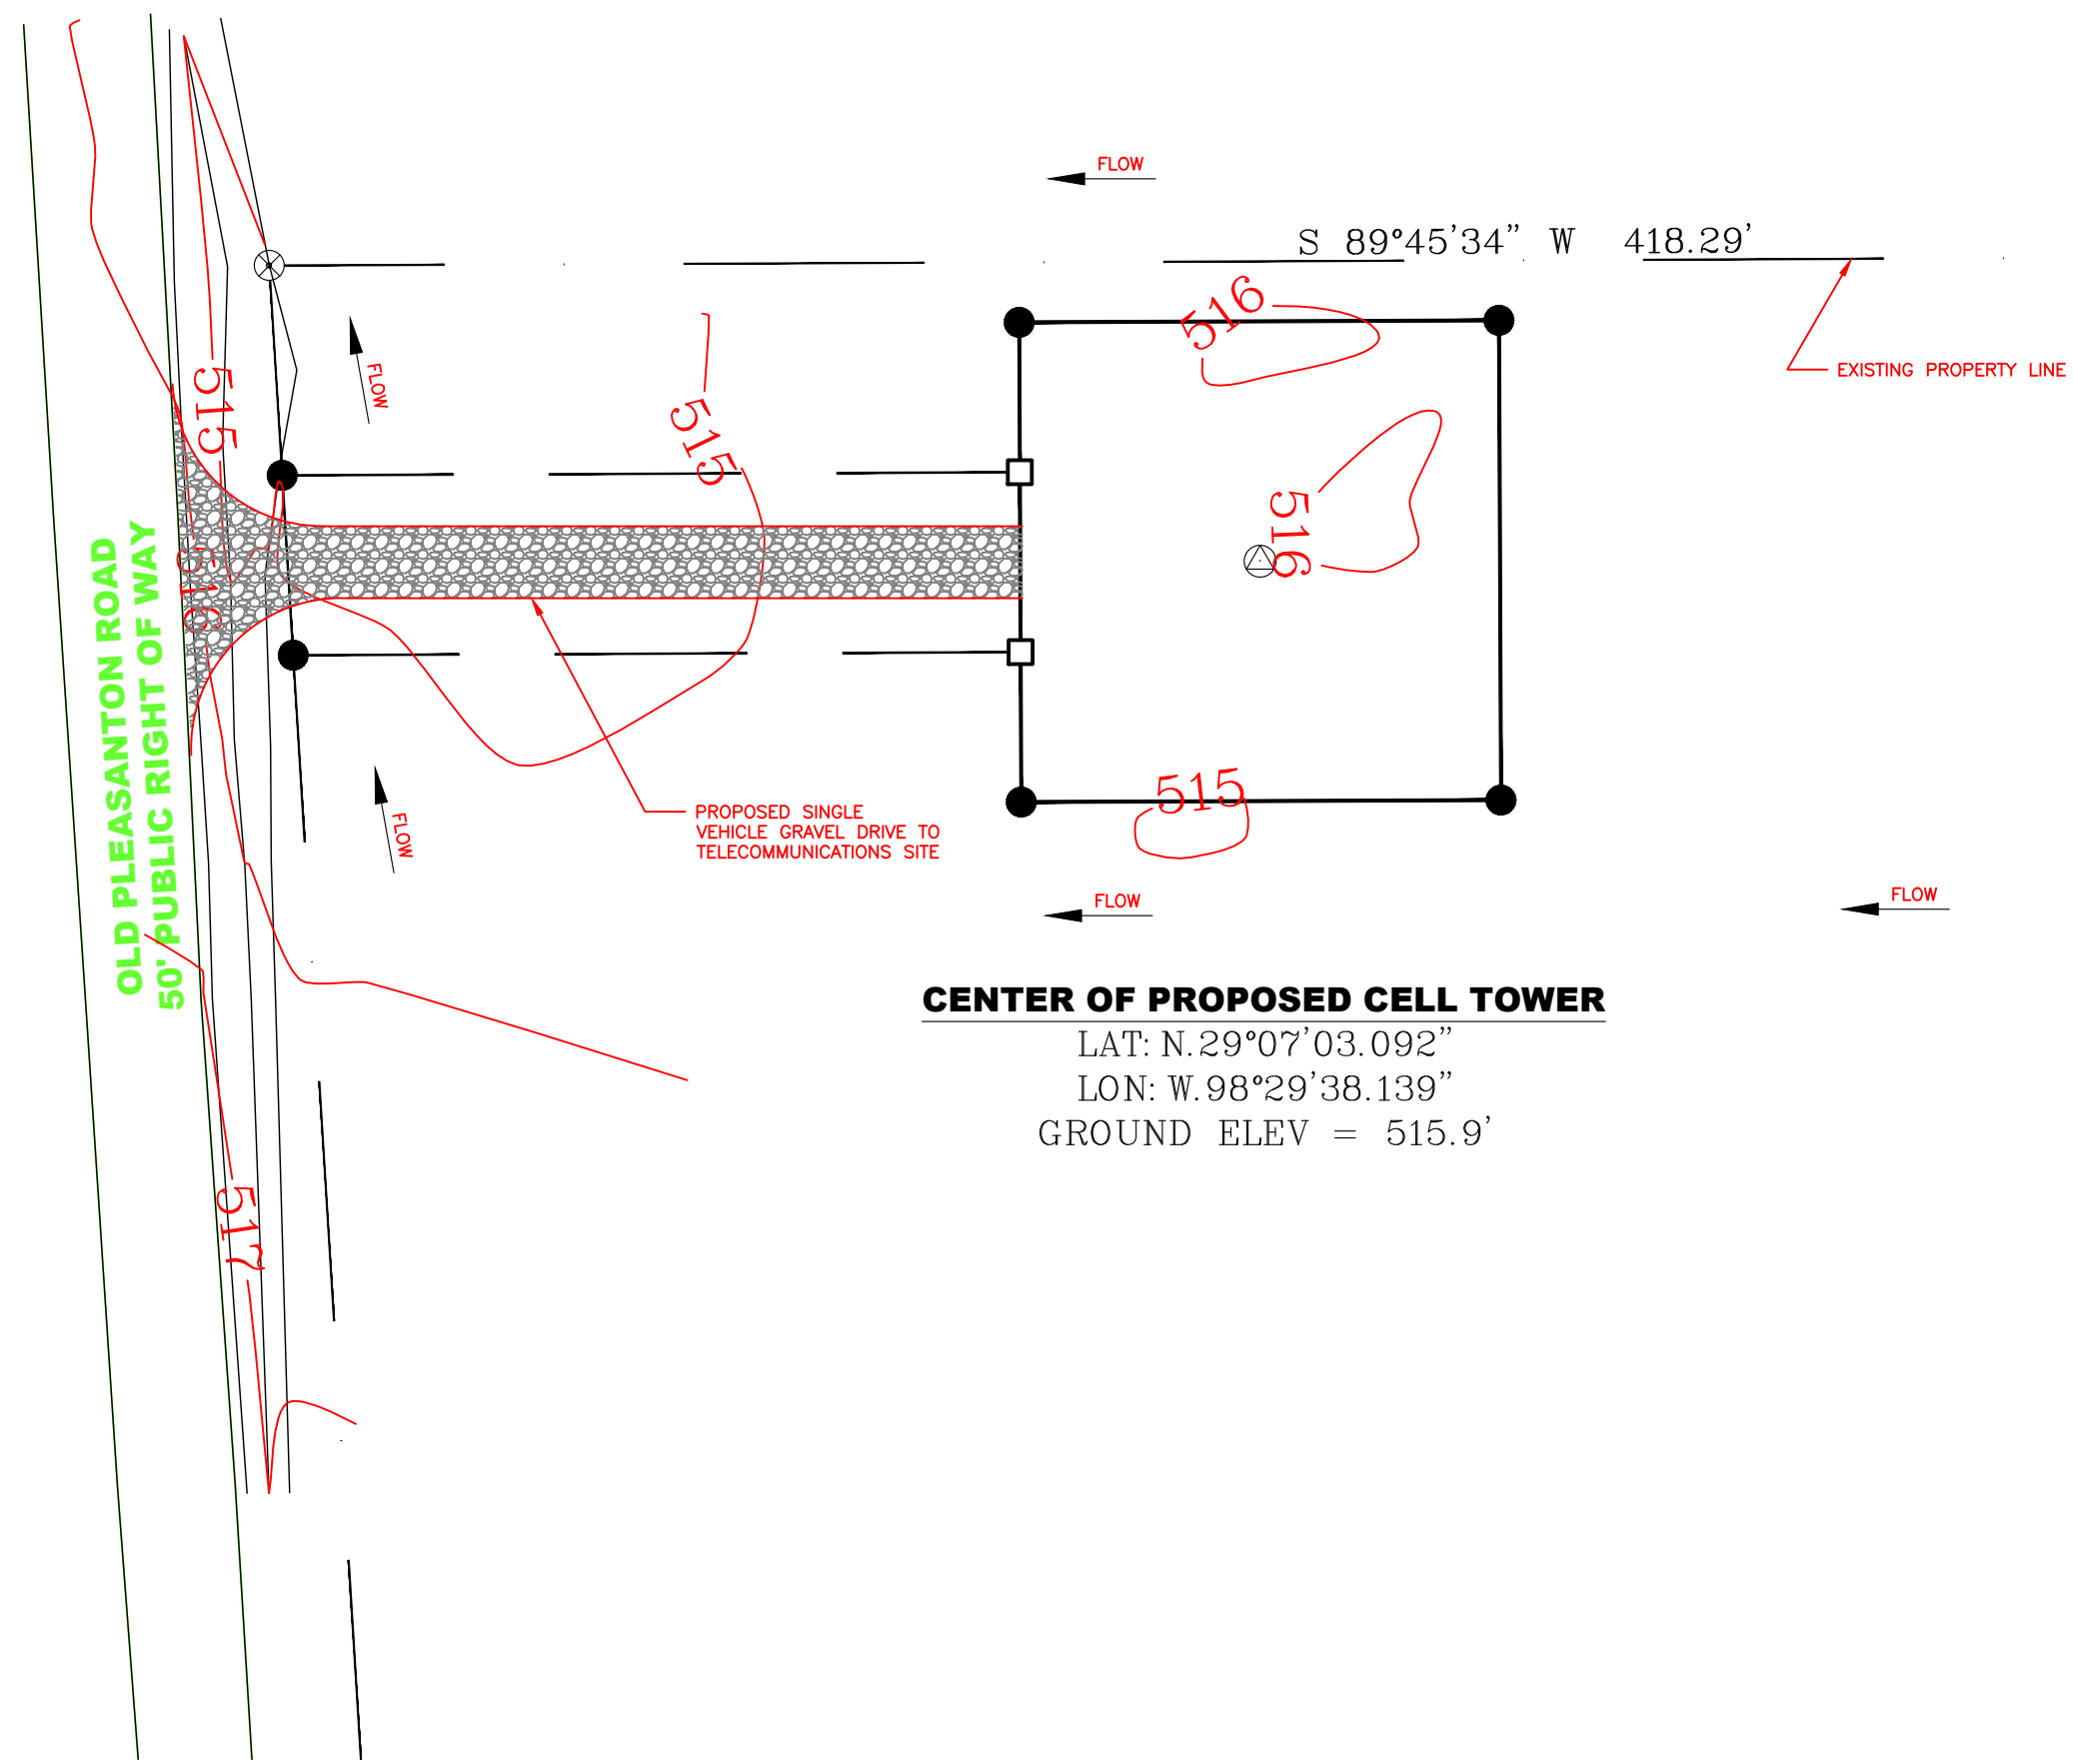 FLOW
S 89°45'34" W 418.29'
516
EXISTING PROPERTY LINE
FLOW
515
515
516
516
OLD PLEASANTON ROAD
50' PUBLIC RIGHT OF WAY
515
PROPOSED SINGLE
VEHICLE GRAVEL DRIVE TO
TELECOMMUNICATIONS SITE
FLOW
FLOW
FLOW
CENTER OF PROPOSED CELL TOWER
LAT: N.29°07'03.092"
LON: W.98°29'38.139"
GROUND ELEV = 515.9'
517